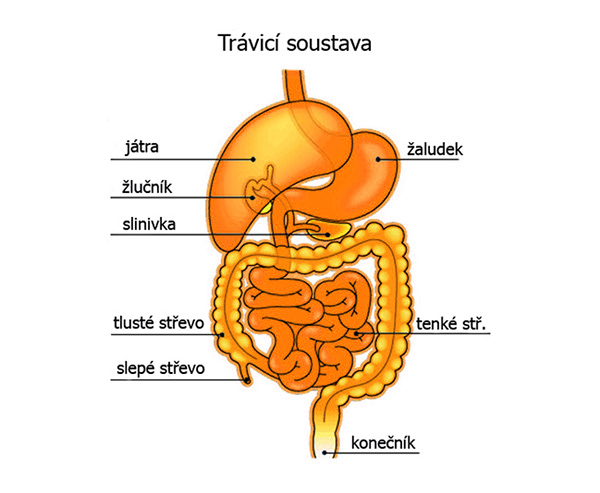 Trávicí soustava
játra
žaludek
žlučník
slinivka
tlusté střevo
tenké stř.
slepé střevo
konečník